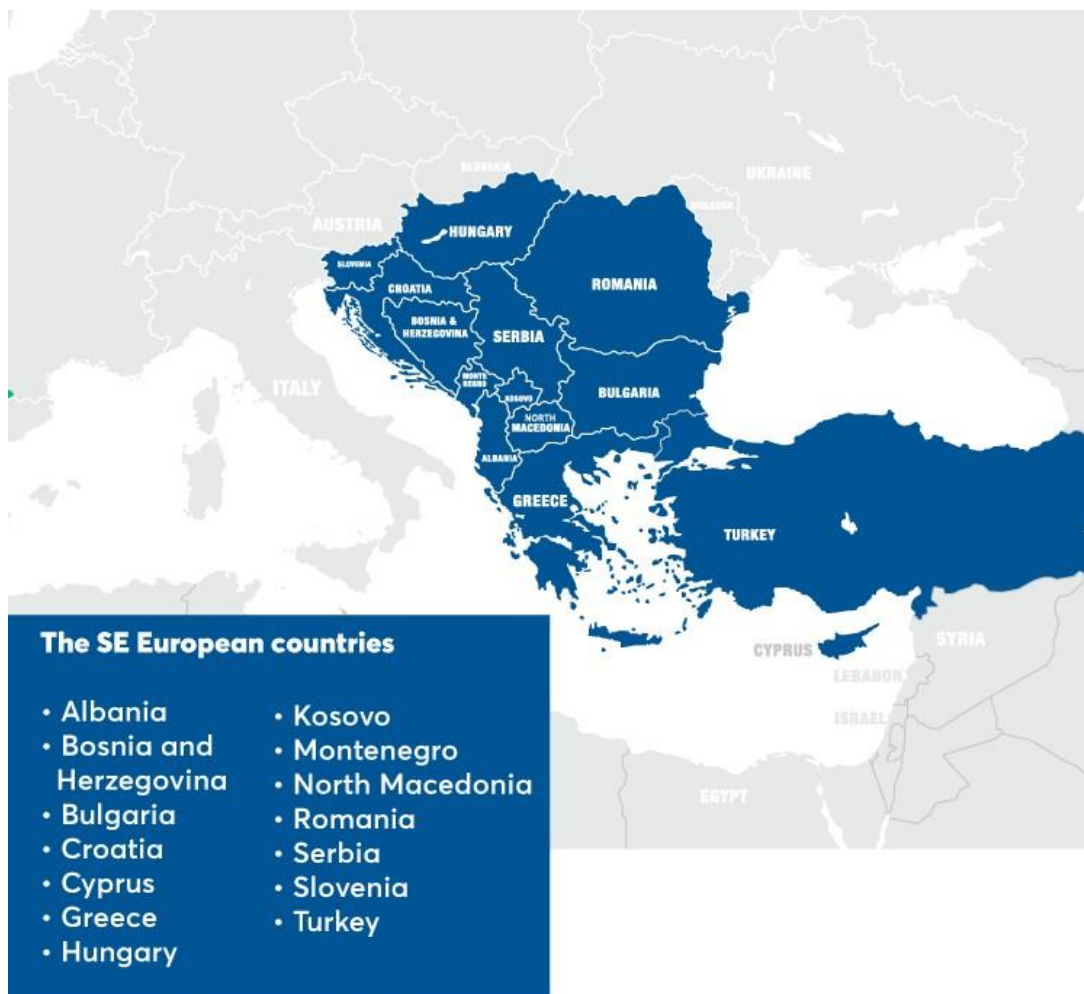 SLOVAKIA
UKRAINE
MOLDOVA
AUSTRIA
HUNGARY
SLOVENIA
CROATIA
ROMANIA
BOSNIA &
HERZEGOVINA
SERBIA
ITALY
MONTE
NEGRO
KOSOVO
BULGARIA
NORTH
MACEDONIA
ALBANIA
GREECE
TURKEY
CYPRUS
SYRIA
LEBANON
ISRAEL
EGYPT
The SE European countries
• Albania
• Bosnia and
Herzegovina
• Bulgaria
• Croatia
• Cyprus
• Greece
• Hungary
• Kosovo
• Montenegro
• North Macedonia
• Romania
• Serbia
• Slovenia
• Turkey